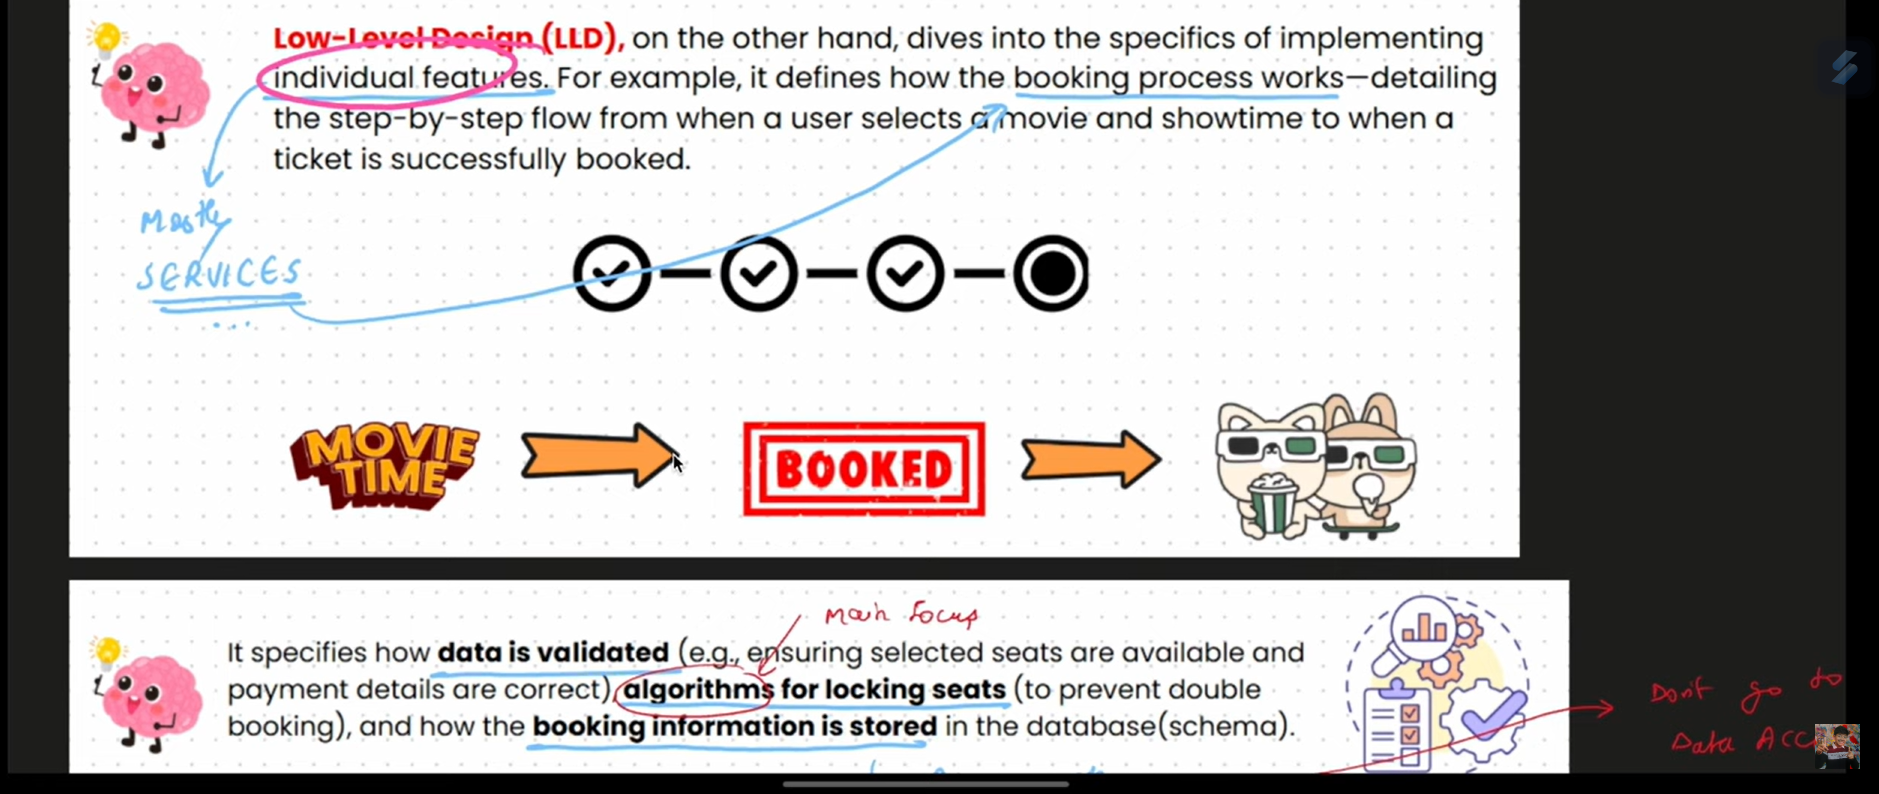 Low-Level Design (LLD), on the other hand, dives into the specifics of implementing
individual features. For example, it defines how the booking process works—detailing
the step-by-step flow from when a user selects a movie and showtime to when a
ticket is successfully booked.
Mostly
SERVICES
...
MOVIE
TIME
BOOKED
Main Focus
It specifies how data is validated (e.g., ensuring selected seats are available and
payment details are correct), algorithms for locking seats (to prevent double
booking), and how the booking information is stored in the database(schema).
Don't go to
Data Acc